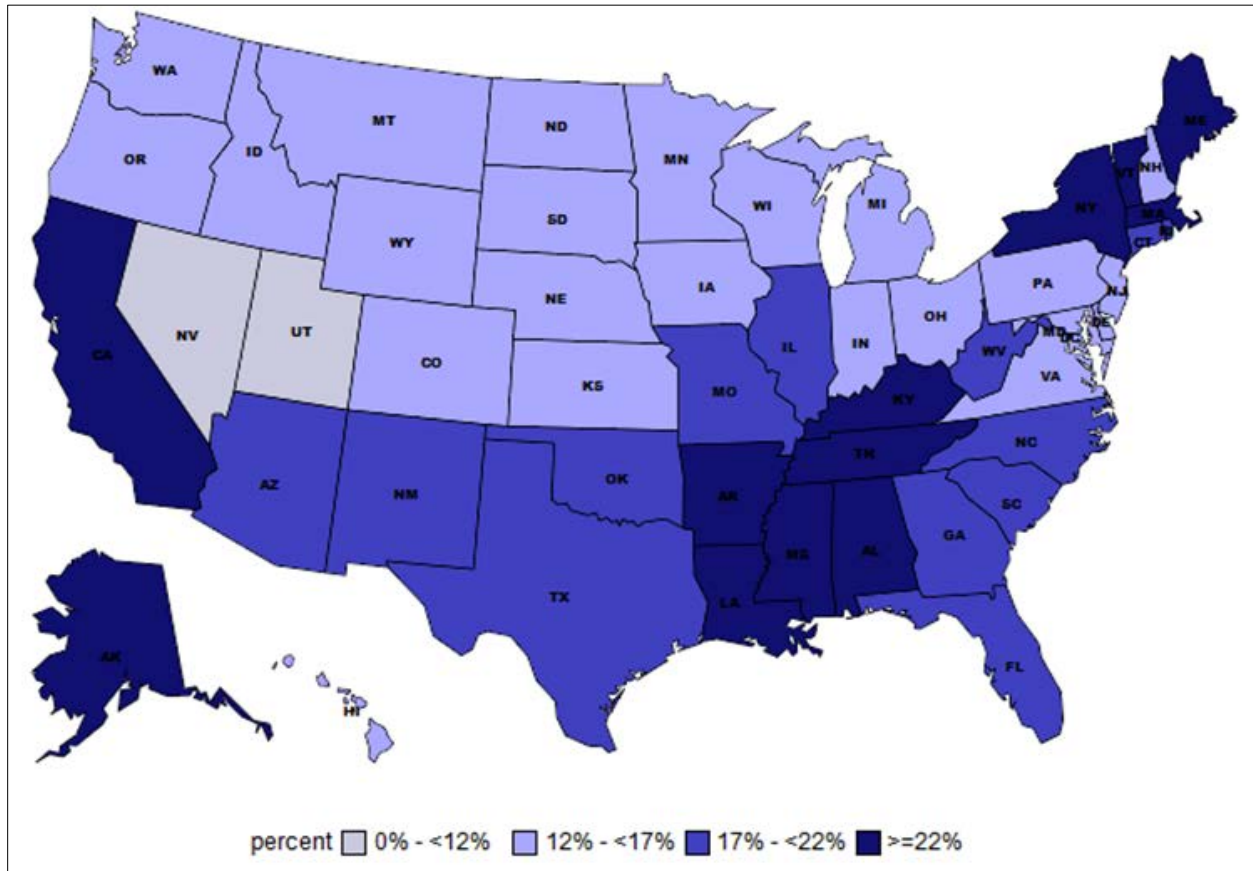 WA
MT
ND
MN
OR
ID
WI
MI
SD
WY
IA
NE
NV
UT
CO
KS
CA
AZ
NM
OK
TX
MO
IL
IN
OH
PA
NY
VT
NH
ME
MA
RI
CT
NJ
DE
MD
DC
WV
VA
KY
TN
NC
SC
GA
AR
LA
MS
AL
FL
AK
HI
percent 0% - <12% 12% - <17% 17% - <22% >=22%